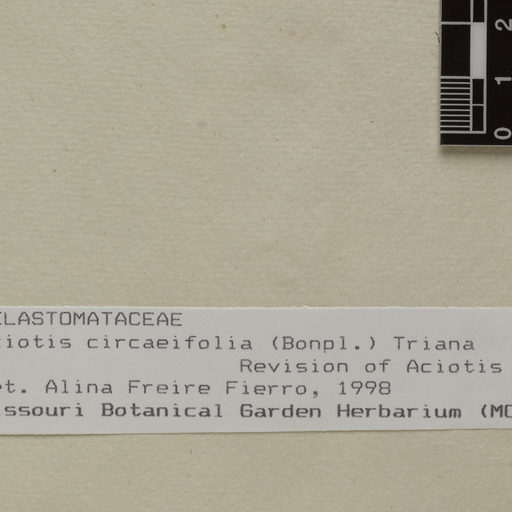 2
1
0
ELASTOMATACEAE
ciotis circaeifolia (Bonpl.) Triana
Revision of Aciotis
et. Alina Freire Fierro, 1998
issouri Botanical Garden Herbarium (MO